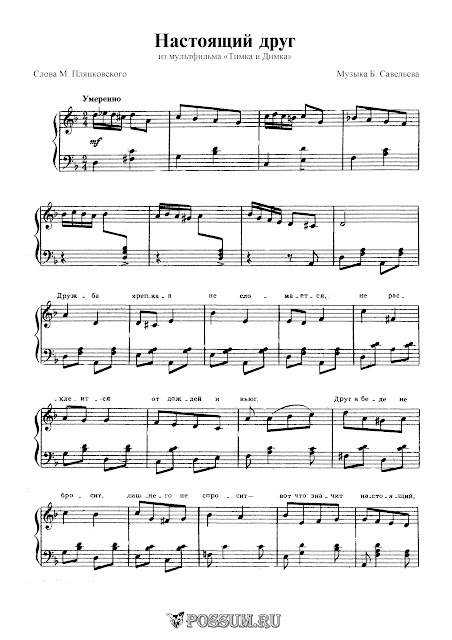 Настоящий друг
из мультфильма «Тимка и Димка»
Слова М. Пляцковского Музыка Б. Савельева
Умеренно
mf
Друж - ба креп.ка.я не сло - ма.ет.ся, не рас -
.кле.ит - ся от дож.дей и вьюг. Друг в бе.де не
бро - сит, лиш.не.го не спро - сит— вот что зна.чит на.сто.я.щий,
POSSUM.RU